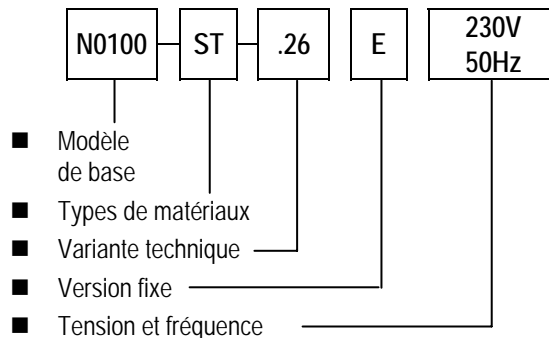 N0100 ST .26 E 230V
50Hz
Modèle
de base
Types de matériaux
Variante technique
Version fixe
Tension et fréquence